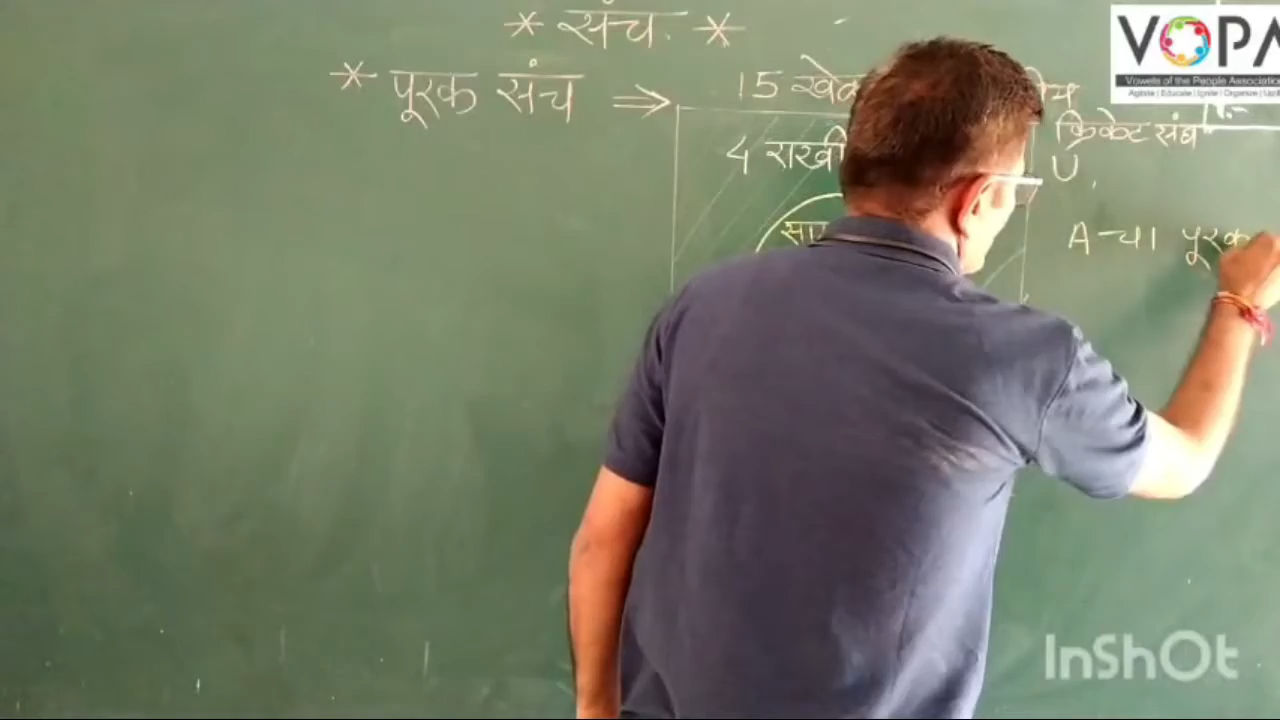 * संच. *
* पूरक संच ⇒ 15
क्रिकेट संघ
4 राखी
U
A-चा पूरक
VOPA
Vowels of the People Association
InShOt